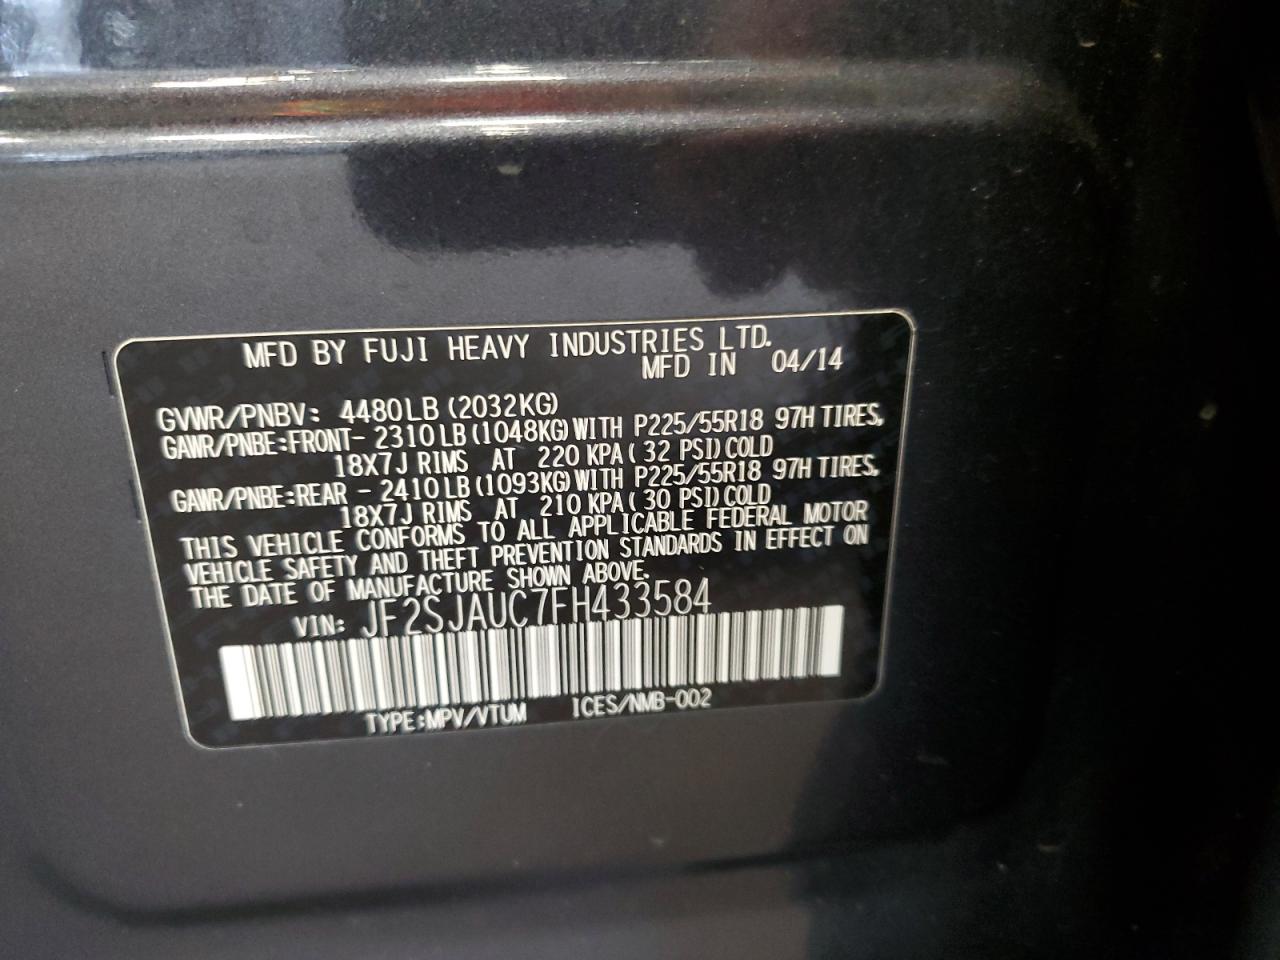 MFD BY FUJI HEAVY INDUSTRIES LTD.
MFD IN 04/14
GVWR/PNBV: 4480LB (2032KG)
GAWR/PNBE:FRONT- 2310LB (1048KG) WITH P225/55R18 97H TIRES,
18X7J RIMS AT 220 KPA ( 32 PSI) COLD
GAWR/PNBE:REAR - 2410LB (1093KG) WITH P225/55R18 97H TIRES,
18X7J RIMS AT 210 KPA ( 30 PSI) COLD
THIS VEHICLE CONFORMS TO ALL APPLICABLE FEDERAL MOTOR
VEHICLE SAFETY AND THEFT PREVENTION STANDARDS IN EFFECT ON
THE DATE OF MANUFACTURE SHOWN ABOVE.
VIN: JF2SJAUC7FH433584
TYPE:MPV/VTUM ICES/NMB-002